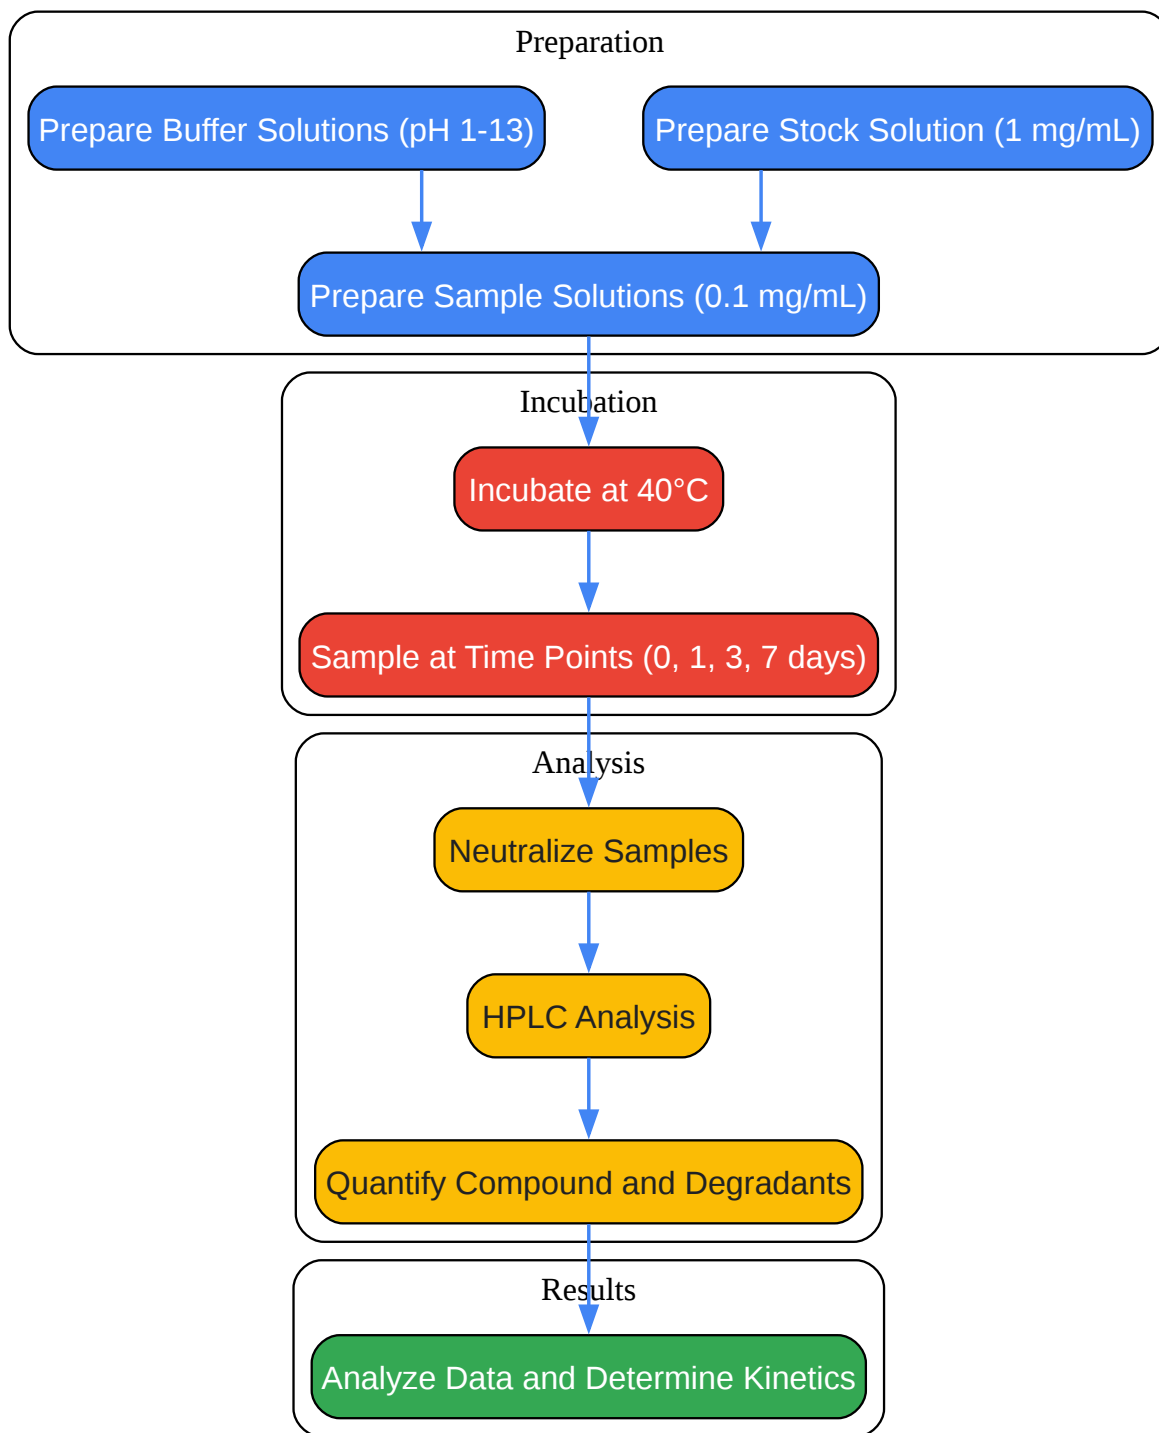 Preparation
Prepare Buffer Solutions (pH 1-13)
Prepare Stock Solution (1 mg/mL)
Prepare Sample Solutions (0.1 mg/mL)
Incubation
Incubate at 40°C
Sample at Time Points (0, 1, 3, 7 days)
Analysis
Neutralize Samples
HPLC Analysis
Quantify Compound and Degradants
Results
Analyze Data and Determine Kinetics